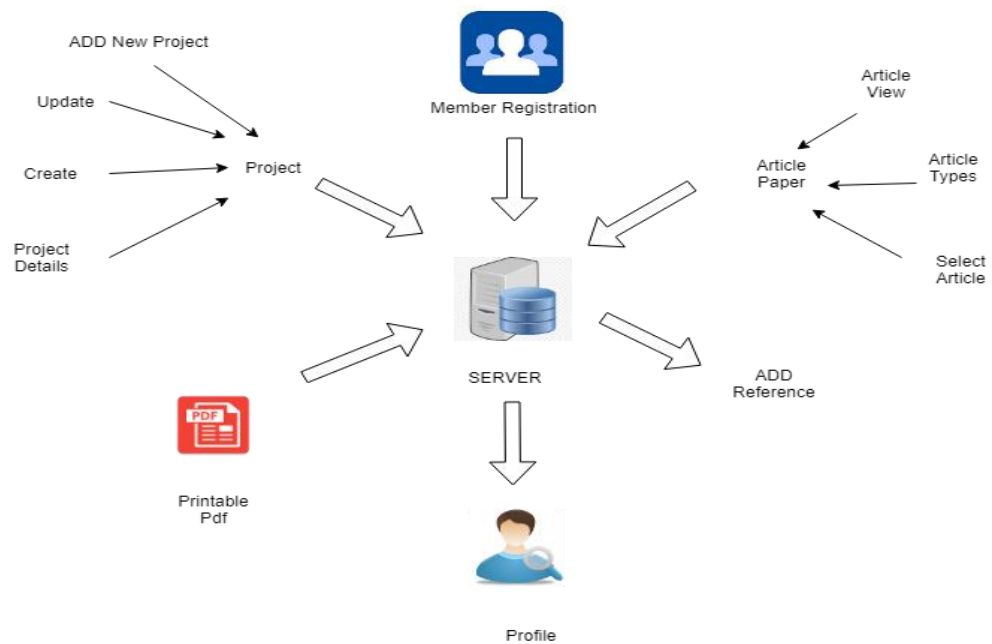 ADD New Project
Member Registration
Article
View
Update
Project
Article
Paper
Article
Types
Create
Project
Details
Select
Article
SERVER
ADD
Reference
PDF
Printable
Pdf
Profile